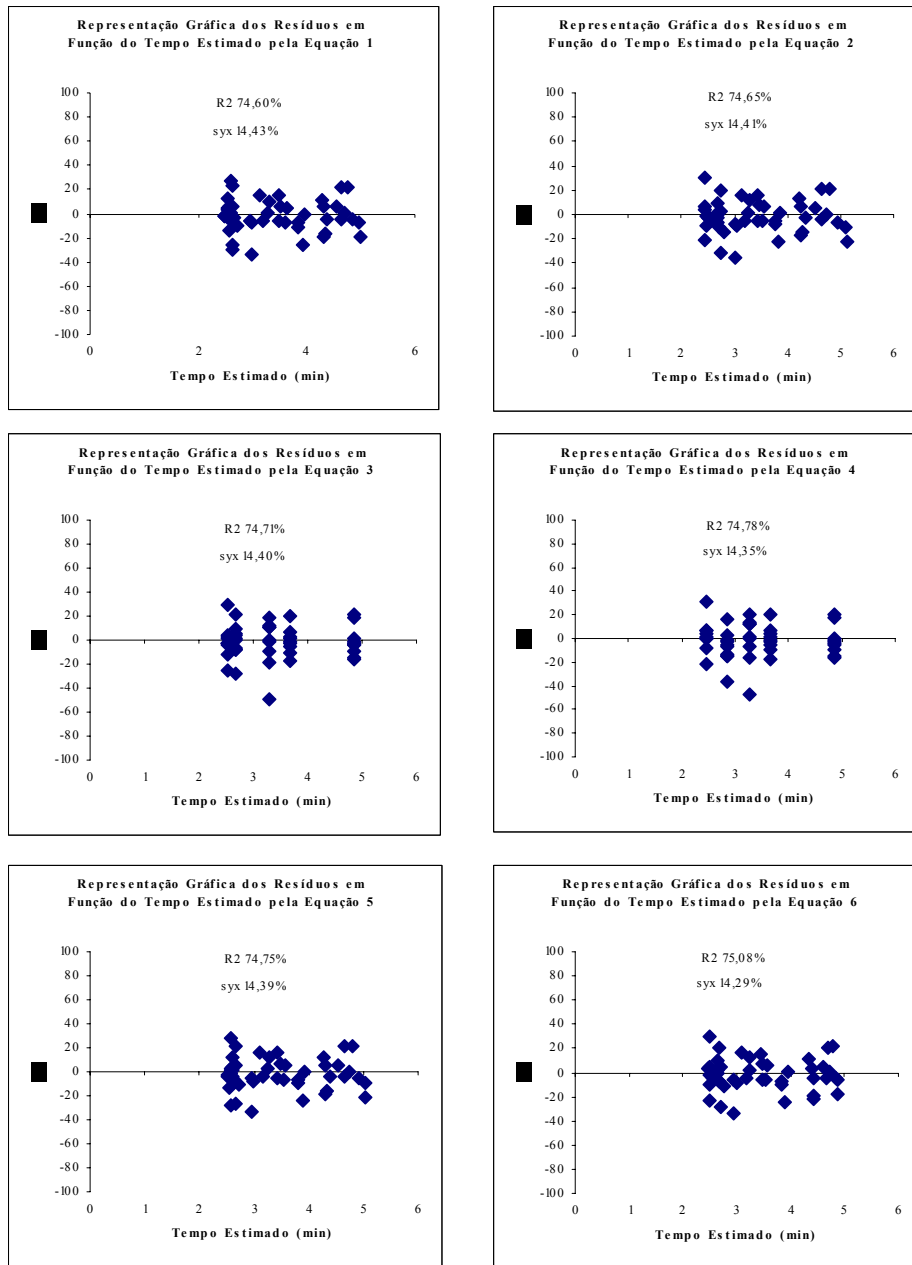 Representação Gráfica dos Resíduos em
Função do Tempo Estimado pela Equação 1
R2 74,60%
syx 14,43%
100
80
60
40
20
0
-20
-40
-60
-80
-100
0 2 4 6
Tempo Estimado (min)
Representação Gráfica dos Resíduos em
Função do Tempo Estimado pela Equação 2
R2 74,65%
syx 14,41%
100
80
60
40
20
0
-20
-40
-60
-80
-100
0 1 2 3 4 5 6
Tempo Estimado (min)
Representação Gráfica dos Resíduos em
Função do Tempo Estimado pela Equação 3
R2 74,71%
syx 14,40%
100
80
60
40
20
0
-20
-40
-60
-80
-100
0 1 2 3 4 5 6
Tempo Estimado (min)
Representação Gráfica dos Resíduos em
Função do Tempo Estimado pela Equação 4
R2 74,78%
syx 14,35%
100
80
60
40
20
0
-20
-40
-60
-80
-100
0 1 2 3 4 5 6
Tempo Estimado (min)
Representação Gráfica dos Resíduos em
Função do Tempo Estimado pela Equação 5
R2 74,75%
syx 14,39%
100
80
60
40
20
0
-20
-40
-60
-80
-100
0 1 2 3 4 5 6
Tempo Estimado (min)
Representação Gráfica dos Resíduos em
Função do Tempo Estimado pela Equação 6
R2 75,08%
syx 14,29%
100
80
60
40
20
0
-20
-40
-60
-80
-100
0 1 2 3 4 5 6
Tempo Estimado (min)